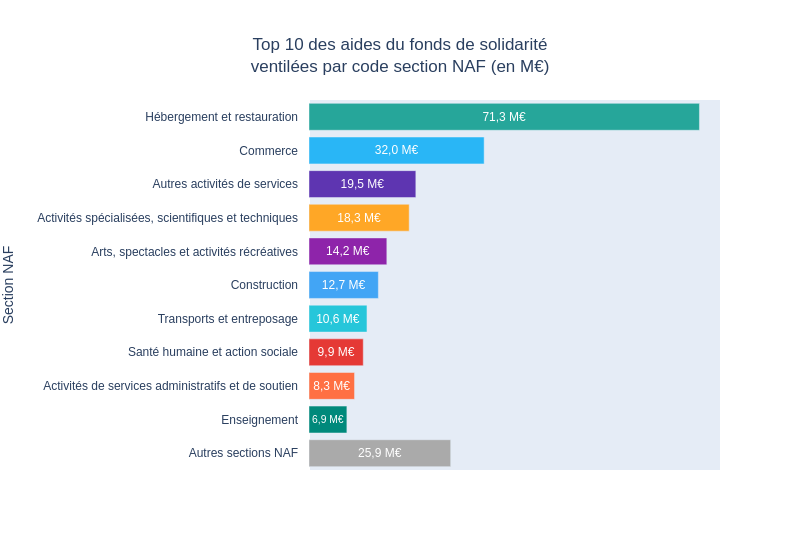 Top 10 des aides du fonds de solidarité
ventilées par code section NAF (en M€)
Section NAF
Hébergement et restauration 71,3 M€
Commerce 32,0 M€
Autres activités de services 19,5 M€
Activités spécialisées, scientifiques et techniques 18,3 M€
Arts, spectacles et activités récréatives 14,2 M€
Construction 12,7 M€
Transports et entreposage 10,6 M€
Santé humaine et action sociale 9,9 M€
Activités de services administratifs et de soutien 8,3 M€
Enseignement 6,9 M€
Autres sections NAF 25,9 M€